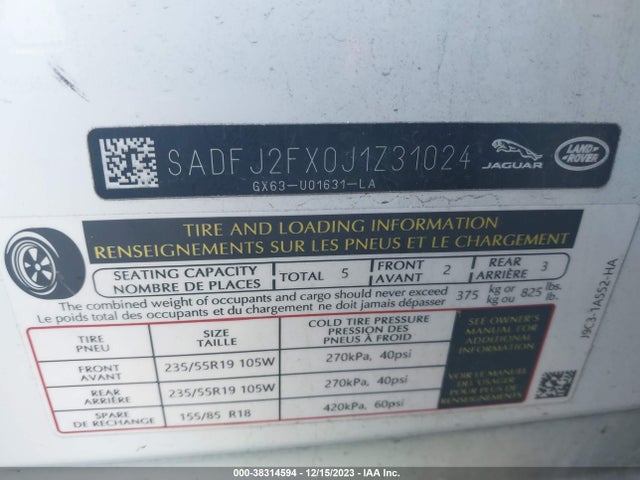 SADFJ2FX0J1Z31024
GX63-U01631-LA
JAGUAR
LAND ROVER
TIRE AND LOADING INFORMATION
RENSEIGNEMENTS SUR LES PNEUS ET LE CHARGEMENT
SEATING CAPACITY
NOMBRE DE PLACES
TOTAL 5
FRONT
AVANT 2
REAR
ARRIÈRE 3
The combined weight of occupants and cargo should never exceed
Le poids total des occupants et du chargement ne doit jamais dépasser
375 kg or
kg ou 825 lbs.
lb.
TIRE
PNEU
SIZE
TAILLE
COLD TIRE PRESSURE
PRESSION DES
PNEUS À FROID
FRONT
AVANT
235/55R19 105W
270kPa, 40psi
REAR
ARRIÈRE
235/55R19 105W
270kPa, 40psi
SPARE
DE RECHANGE
155/85 R18
420kPa, 60psi
SEE OWNER'S
MANUAL FOR
ADDITIONAL
INFORMATION
VOIR LE MANUEL
DE L'USAGER
POUR PLUS DE
RENSEIGNEMENTS
J9C3-1A552-HA
000-38314594 - 12/15/2023 - IAA Inc.